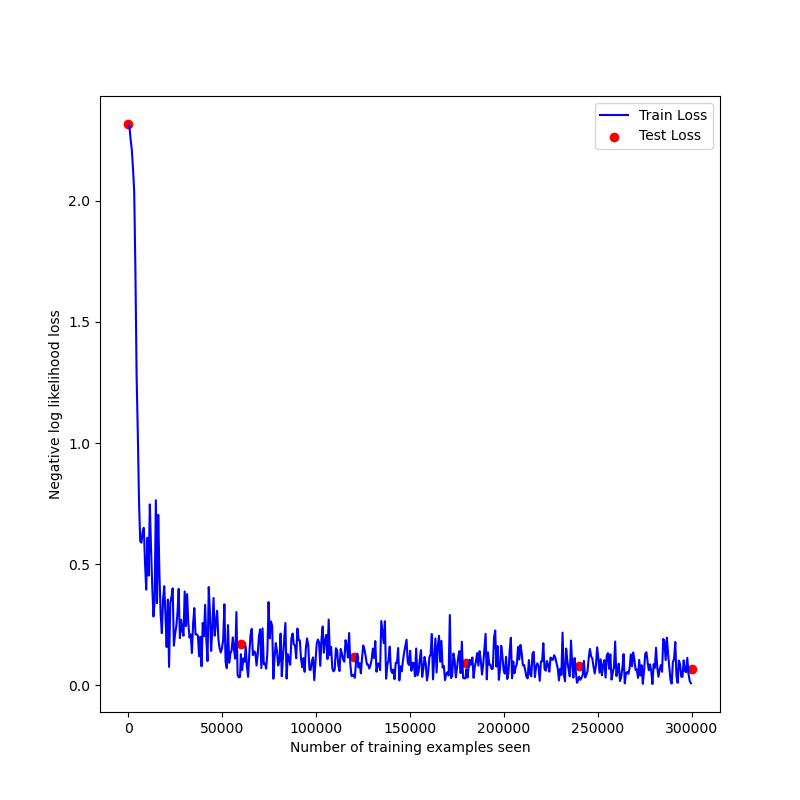 Train Loss
Test Loss
2.0
1.5
1.0
0.5
0.0
Negative log likelihood loss
0 50000 100000 150000 200000 250000 300000
Number of training examples seen